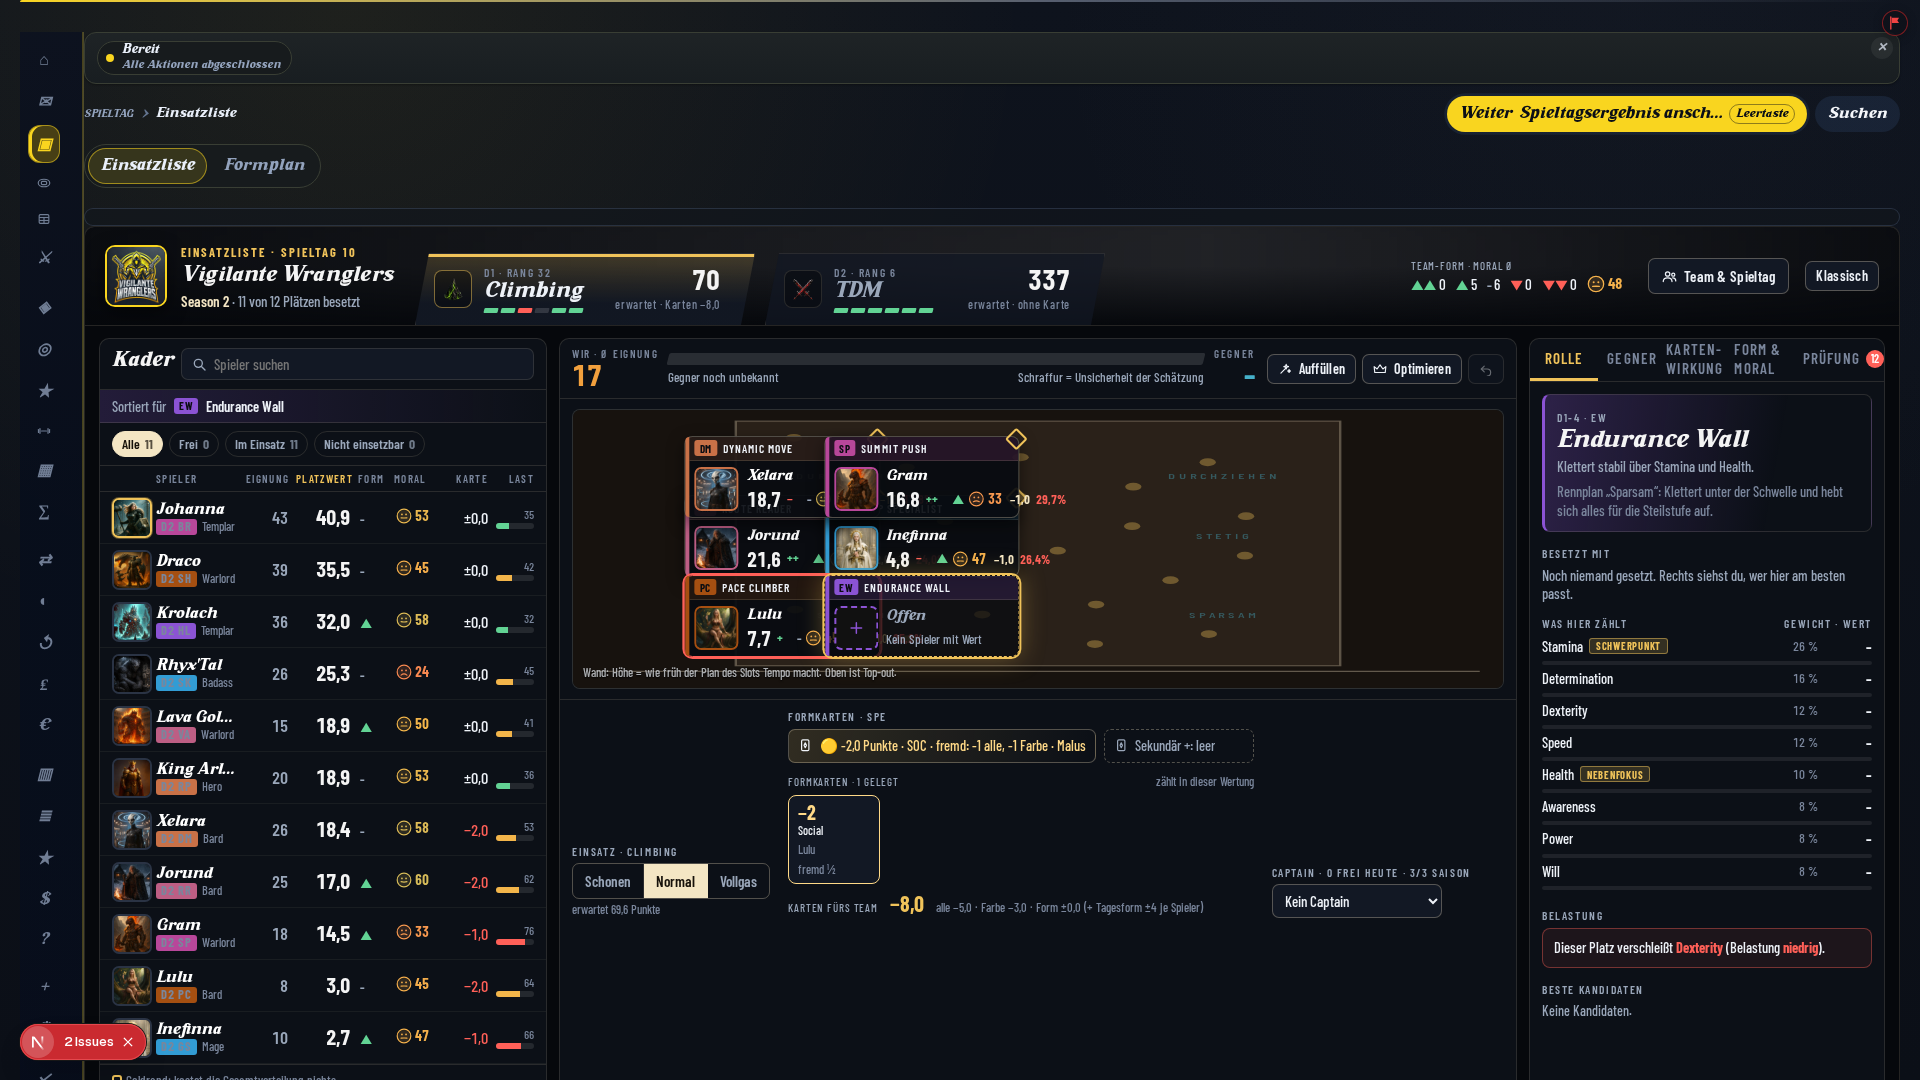 Bereit
Alle Aktionen abgeschlossen
SPIELTAG › Einsatzliste
Weiter Spieltagsergebnis ansch... Leertaste
Suchen
Einsatzliste
Formplan
EINSATZLISTE · SPIELTAG 10
Vigilante Wranglers
Season 2 · 11 von 12 Plätzen besetzt
D1 · RANG 32
Climbing
70
erwartet · Karten −8,0
D2 · RANG 6
TDM
337
erwartet · ohne Karte
TEAM-FORM · MORAL Ø
▲▲0 ▲5 -6 ▼0 ▼▼0 48
Team & Spieltag
Klassisch
Kader
Spieler suchen
Sortiert für EW Endurance Wall
Alle 11
Frei 0
Im Einsatz 11
Nicht einsetzbar 0
SPIELER EIGNUNG PLATZWERT FORM MORAL KARTE LAST
Johanna Templar 43 40,9 - 53 ±0,0 35
Draco D2 SH Warlord 39 35,5 - 45 ±0,0 42
Krolach Templar 36 32,0 ▲ 58 ±0,0 32
Rhyx'Tal Badass 26 25,3 - 24 ±0,0 45
Lava Gol... Warlord 15 18,9 ▲ 50 ±0,0 41
King Arl... Hero 20 18,9 - 53 ±0,0 36
Xelara Bard 26 18,4 - 58 −2,0 53
Jorund Bard 25 17,0 ▲ 60 −2,0 62
Gram D2 SP Warlord 18 14,5 ▲ 33 −1,0 76
Lulu D2 PC Bard 8 3,0 - 45 −2,0 64
Inefinna Mage 10 2,7 ▲ 47 −1,0 66
WIR · Ø EIGNUNG
17
Gegner noch unbekannt
Schraffur = Unsicherheit der Schätzung
GEGNER
–
Auffüllen
Optimieren
DM DYNAMIC MOVE
Xelara
18,7 - -
SP SUMMIT PUSH
Gram
16,8 ++ ▲ 33 −1,0 29,7%
Jorund
21,6 ++ ▲
Inefinna
4,8 - ▲ 47 −1,0 26,4%
PC PACE CLIMBER
Lulu
7,7 + -
EW ENDURANCE WALL
Offen
Kein Spieler mit Wert
DURCHZIEHEN
STETIG
SPARSAM
Wand: Höhe = wie früh der Plan des Slots Tempo macht. Oben ist Top-out.
FORMKARTEN · SPE
-2,0 Punkte · SOC · fremd: -1 alle, -1 Farbe · Malus
Sekundär +: leer
FORMKARTEN · 1 GELEGT
zählt in dieser Wertung
−2
Social
Lulu
fremd ½
EINSATZ · CLIMBING
Schonen
Normal
Vollgas
erwartet 69,6 Punkte
KARTEN FÜRS TEAM −8,0 alle −5,0 · Farbe −3,0 · Form ±0,0 (+ Tagesform ±4 je Spieler)
CAPTAIN · 0 FREI HEUTE · 3/3 SAISON
Kein Captain
ROLLE
GEGNER
KARTEN-WIRKUNG
FORM & MORAL
PRÜFUNG 12
D1-4 · EW
Endurance Wall
Klettert stabil über Stamina und Health.
Rennplan „Sparsam“: Klettert unter der Schwelle und hebt
sich alles für die Steilstufe auf.
BESETZT MIT
Noch niemand gesetzt. Rechts siehst du, wer hier am besten
passt.
WAS HIER ZÄHLT GEWICHT · WERT
Stamina SCHWERPUNKT 26 % –
Determination 16 % –
Dexterity 12 % –
Speed 12 % –
Health NEBENFOKUS 10 % –
Awareness 8 % –
Power 8 % –
Will 8 % –
BELASTUNG
Dieser Platz verschleißt Dexterity (Belastung niedrig).
BESTE KANDIDATEN
Keine Kandidaten.
2 Issues